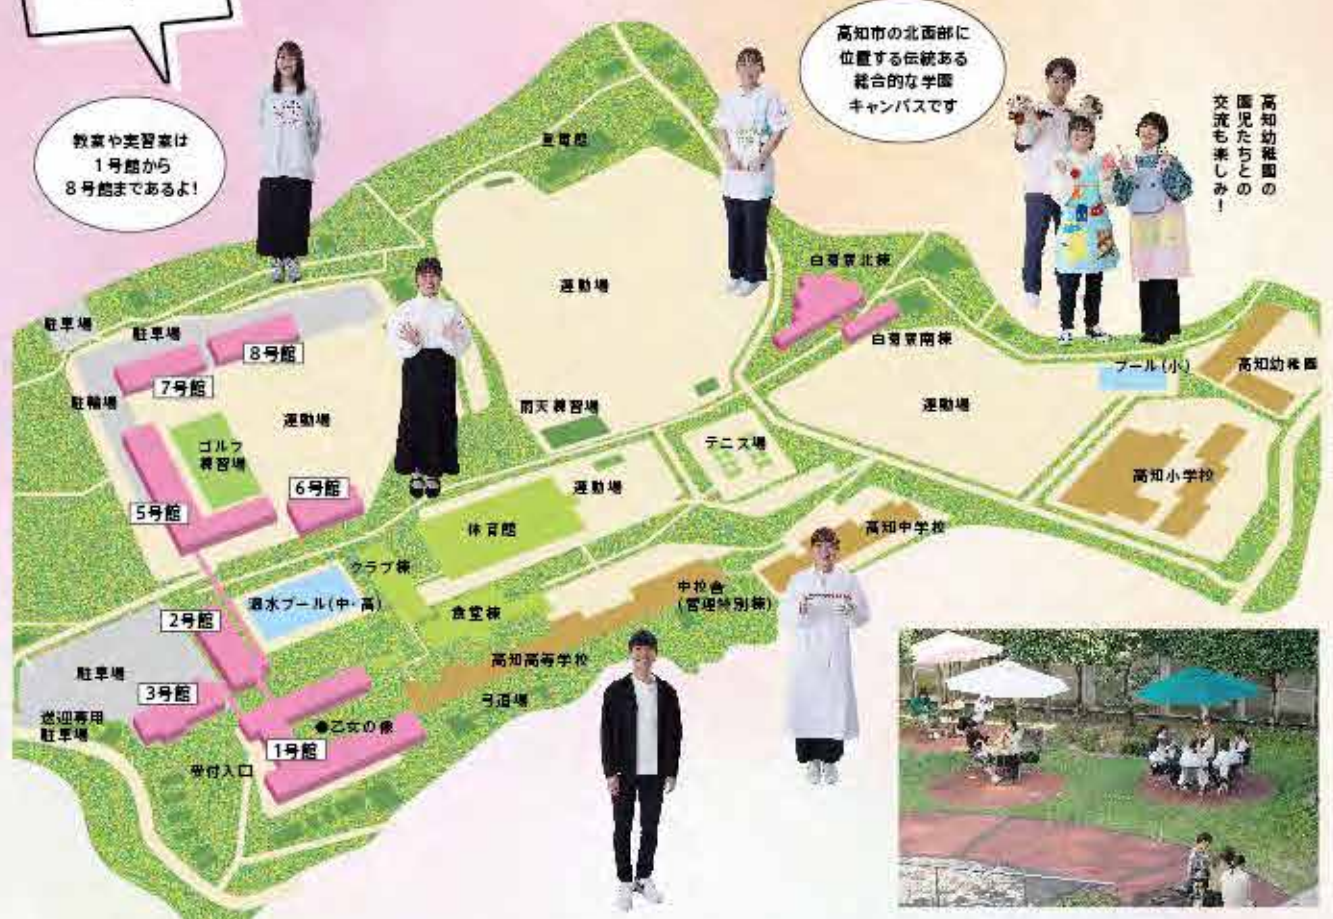 教室や実習室は
1号館から
8号館まであるよ!
高知市の北西部に
位置する伝統ある
総合的な学園
キャンパスです
高知幼稚園の
園児たちとの
交流も楽しみ!
運動場
白菊寮北棟
白菊寮南棟
駐車場
駐車場
8号館
7号館
駐輪場
プール(小)
高知幼稚園
運動場
雨天練習場
運動場
ゴルフ
練習場
テニス場
6号館
運動場
高知小学校
5号館
体育館
高知中学校
クラブ棟
温水プール(中・高)
中校舎
(管理特別棟)
食堂棟
2号館
高知高等学校
駐車場
3号館
弓道場
送迎専用
駐車場
●乙女の像
1号館
受付入口